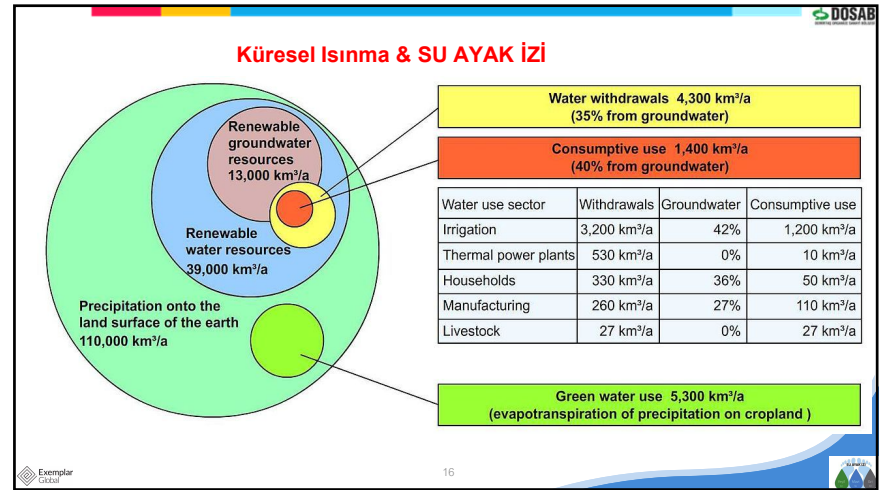 DOSAB
Küresel Isınma & SU AYAK İZİ
Renewable
groundwater
resources
13,000 km³/a
Renewable
water resources
39,000 km³/a
Precipitation onto the
land surface of the earth
110,000 km³/a
Water withdrawals 4,300 km³/a
(35% from groundwater)
Consumptive use 1,400 km³/a
(40% from groundwater)
Water use sector Withdrawals Groundwater Consumptive use
Irrigation 3,200 km³/a 42% 1,200 km³/a
Thermal power plants 530 km³/a 0% 10 km³/a
Households 330 km³/a 36% 50 km³/a
Manufacturing 260 km³/a 27% 110 km³/a
Livestock 27 km³/a 0% 27 km³/a
Green water use 5,300 km³/a
(evapotranspiration of precipitation on cropland )
Exemplar
Global
16
SU AYAK İZİ